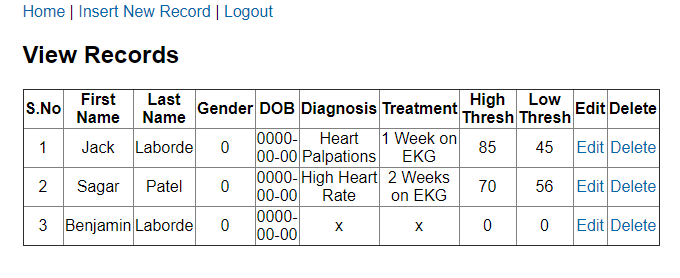 Home | Insert New Record | Logout
View Records
S.No First Name Last Name Gender DOB Diagnosis Treatment High Thresh Low Thresh Edit Delete
1 Jack Laborde 0 0000-00-00 Heart Palpations 1 Week on EKG 85 45 Edit Delete
2 Sagar Patel 0 0000-00-00 High Heart Rate 2 Weeks on EKG 70 56 Edit Delete
3 Benjamin Laborde 0 0000-00-00 x x 0 0 Edit Delete